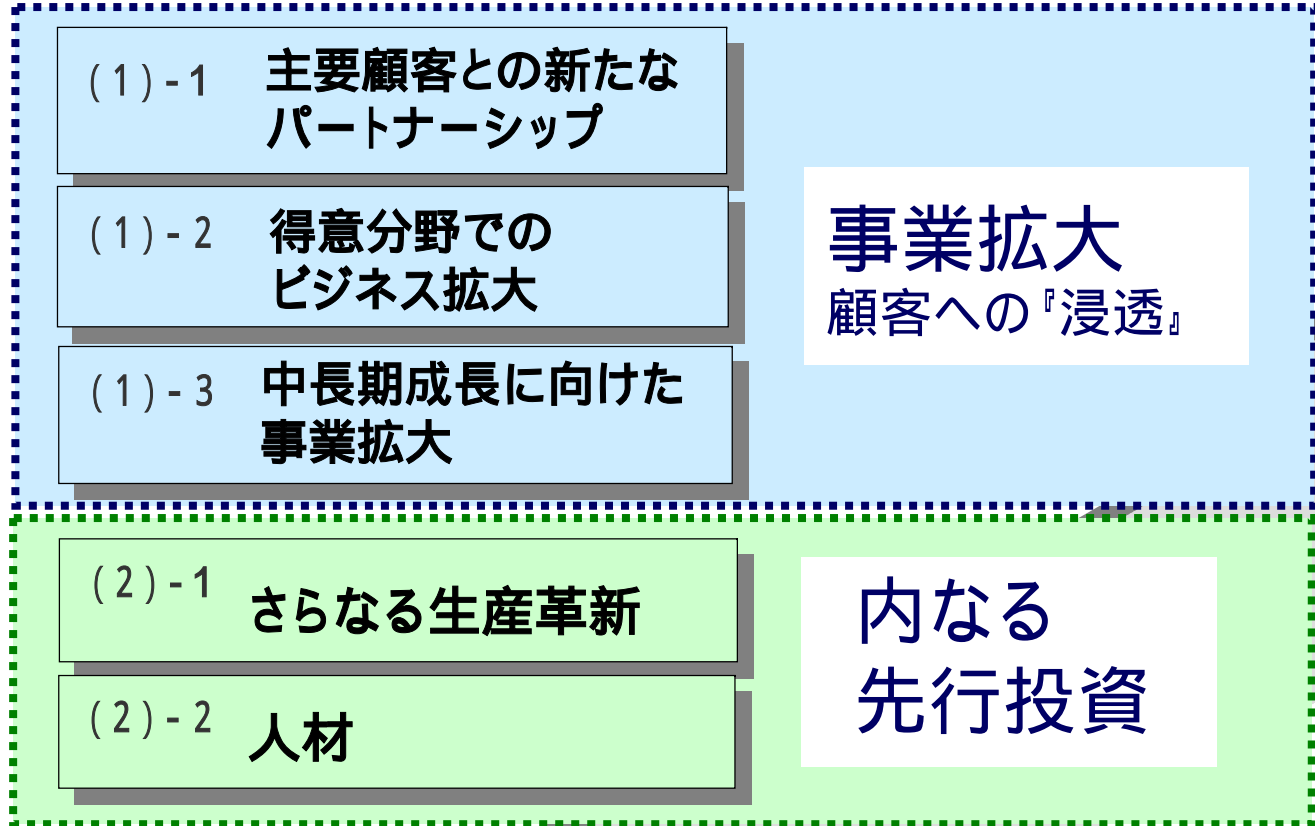 (1)-1 主要顧客との新たな
パートナーシップ
(1)-2 得意分野での
ビジネス拡大
(1)-3 中長期成長に向けた
事業拡大
事業拡大
顧客への『浸透』
(2)-1 さらなる生産革新
(2)-2 人材
内なる
先行投資